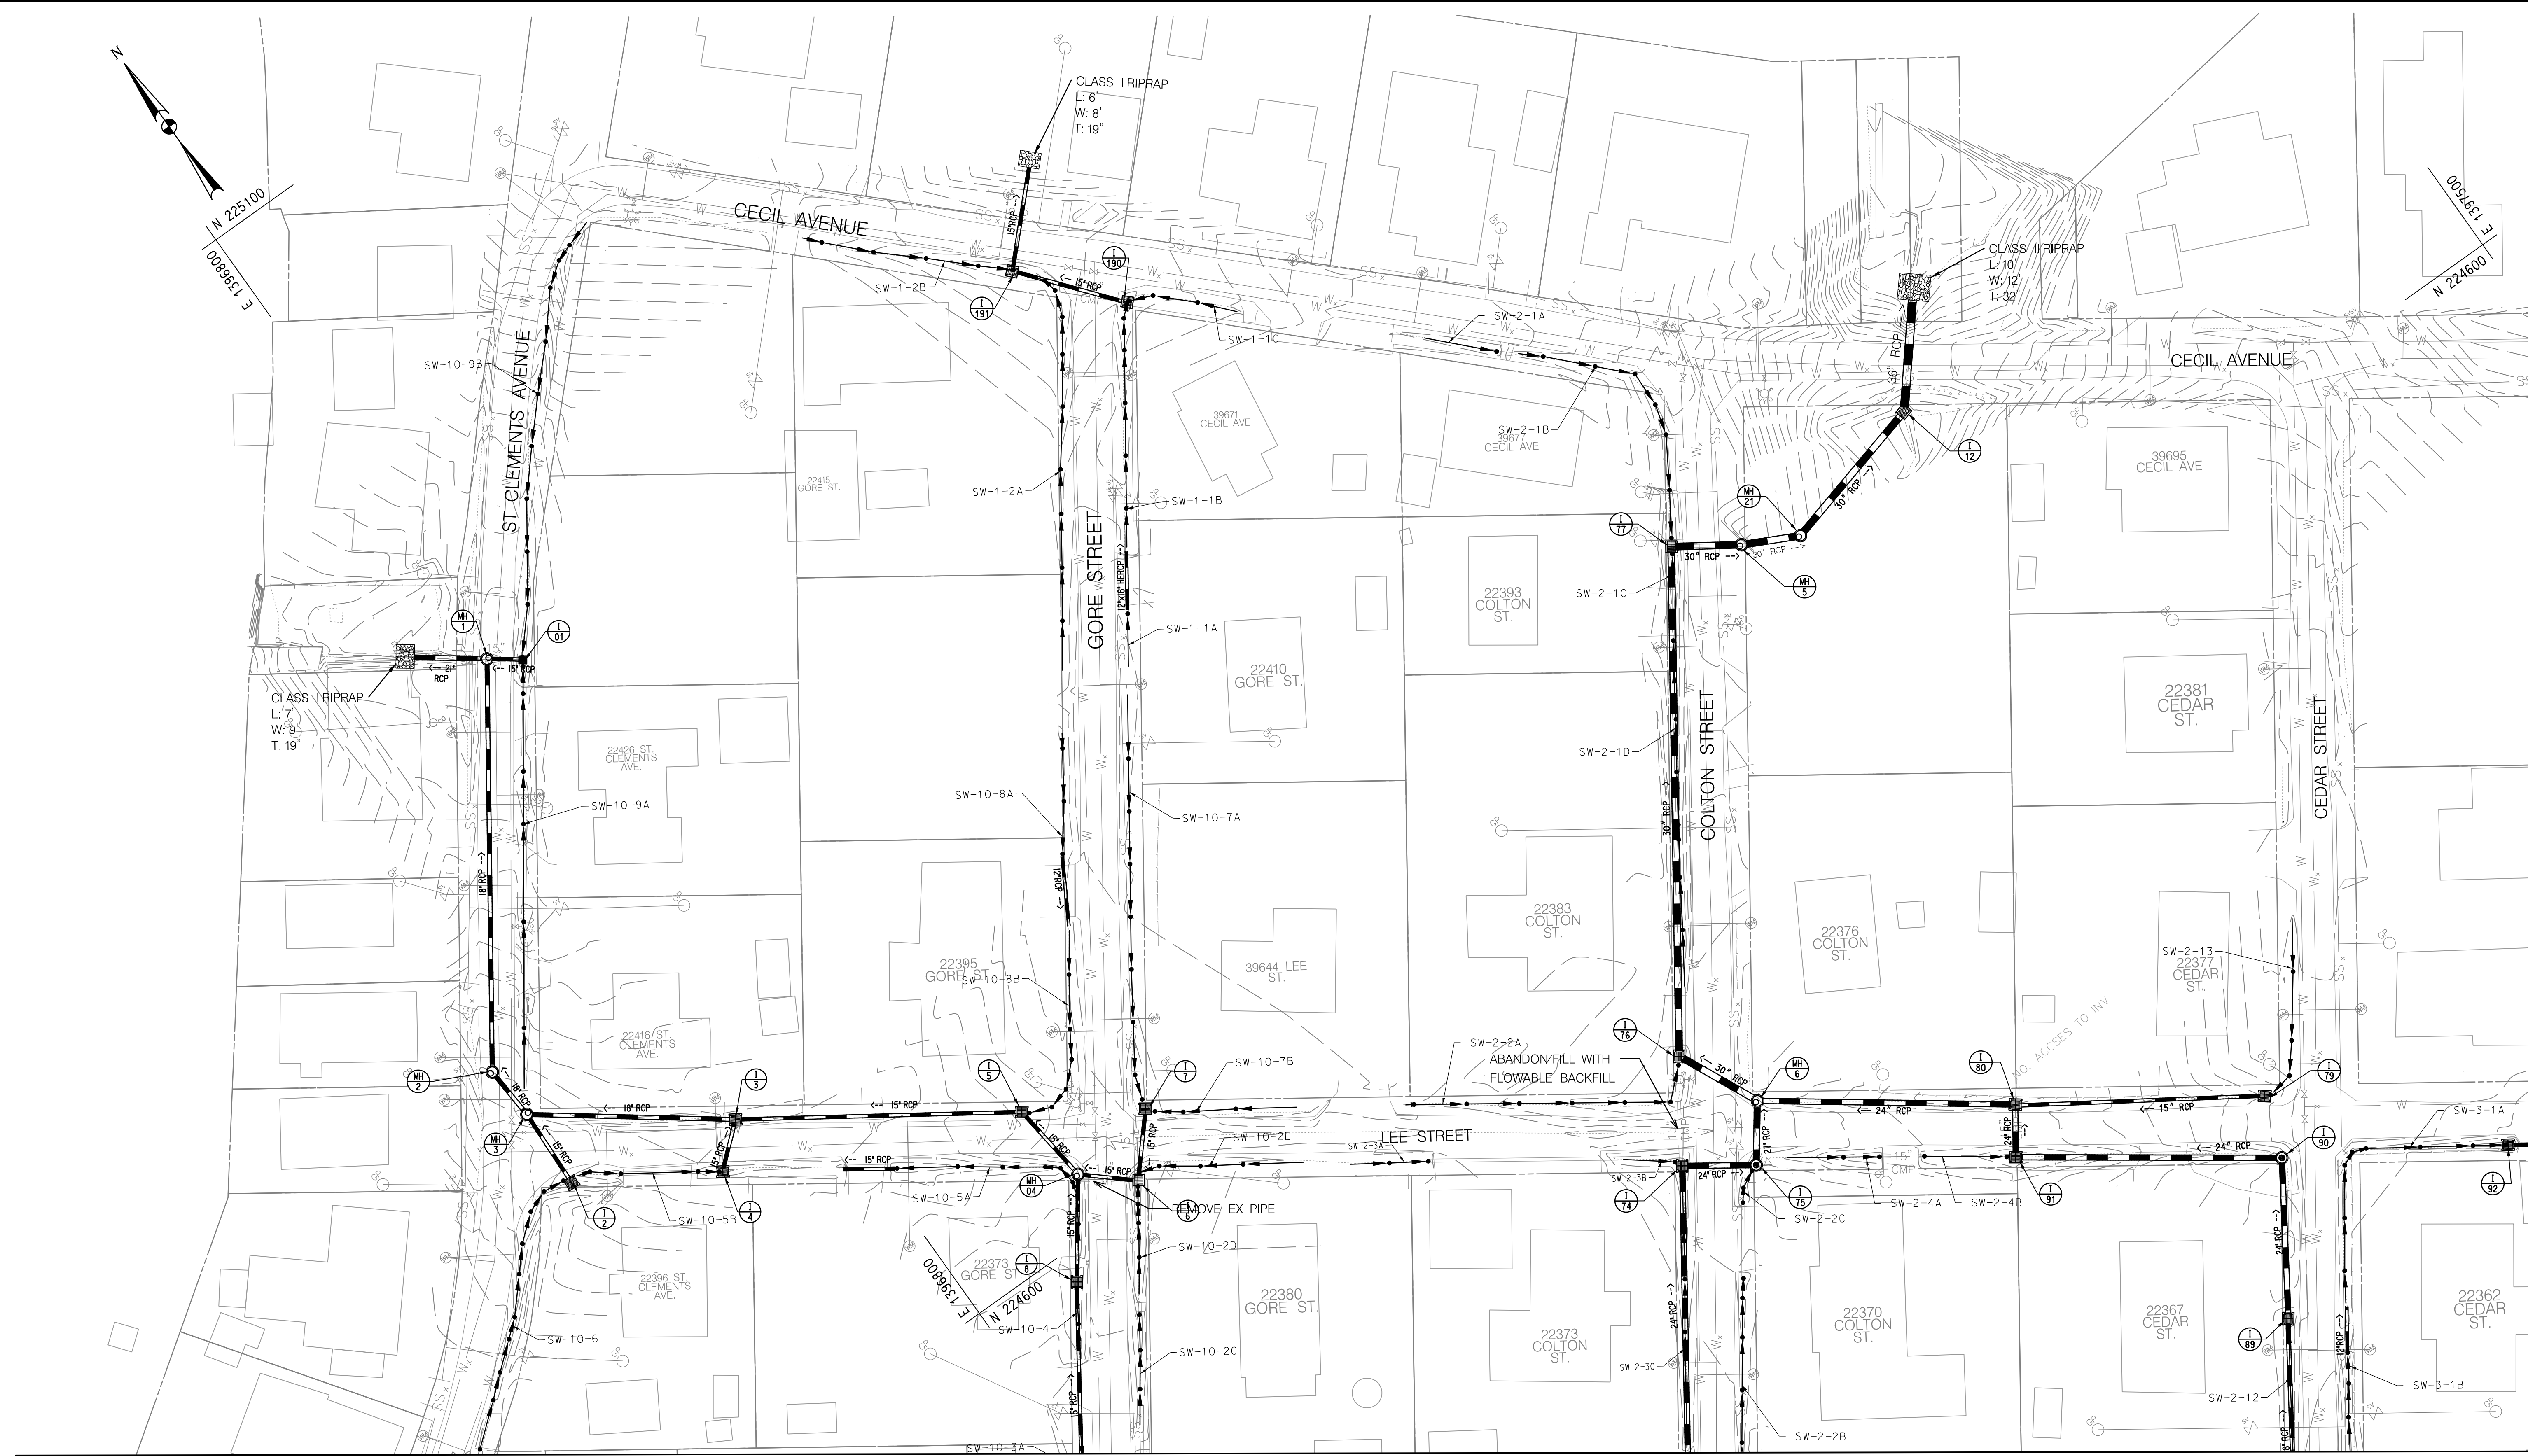 N
N 225100
E 1396800
CLASS I RIPRAP
L: 6'
W: 8'
T: 19"
CECIL AVENUE
15" RCP -->
SW-1-2B
I
191
<-- 15" RCP
CMP
I
190
SW-1-1C
SW-2-1A
CLASS II RIPRAP
L: 10'
W: 12'
T: 32"
36" RCP -->
CECIL AVENUE
E 1397500
N 224600
ST CLEMENTS AVENUE
SW-10-9B
39671
CECIL AVE
SW-2-1B
39677
CECIL AVE
I
12
39695
CECIL AVE
22415
GORE ST.
SW-1-2A
GORE STREET
SW-1-1B
12"x18" HERCP -->
I
77
MH
21
30" RCP -->
30" RCP -->
30" RCP -->
MH
5
SW-2-1C
22393
COLTON
ST.
MH
1
I
01
<-- 21"
RCP
<-- 15" RCP
CLASS I RIPRAP
L: 7'
W: 9'
T: 19"
SW-1-1A
22410
GORE ST.
22381
CEDAR
ST.
CEDAR STREET
COLTON STREET
SW-2-1D
22426 ST.
CLEMENTS
AVE.
SW-10-9A
SW-10-8A
SW-10-7A
30" RCP -->
18" RCP -->
12" RCP -->
22395
GORE ST.
SW-10-8B
39644 LEE
ST.
22383
COLTON
ST.
22376
COLTON
ST.
SW-2-13
22377
CEDAR
ST.
NO. ACCSES TO INV
22416 ST.
CLEMENTS
AVE.
MH
2
<-- 18" RCP
I
3
I
5
I
7
SW-10-7B
SW-2-2A
I
76
ABANDON/FILL WITH
FLOWABLE BACKFILL
<-- 30" RCP
MH
6
I
80
I
79
<-- 18" RCP
<-- 15" RCP
<-- 24" RCP
<-- 15" RCP
SW-3-1A
MH
3
<-- 15" RCP
15" RCP -->
<-- 15" RCP
15" RCP
SW-10-2E
SW-2-3A
LEE STREET
21" RCP -->
24" RCP -->
<-- 24" RCP
I
90
<-- 15" RCP
<-- 15" RCP
SW-10-5A
MH
04
SW-2-3B
24" RCP -->
15"
CMP
I
2
SW-10-5B
I
4
REMOVE EX. PIPE
I
6
I
74
I
75
SW-2-2C
SW-2-4A
SW-2-4B
I
91
I
92
15" RCP -->
SW-10-2D
24" RCP -->
22396 ST.
CLEMENTS
AVE.
22373
GORE ST.
I
8
E 1396800
N 224600
SW-10-4
22380
GORE ST.
22373
COLTON
ST.
24" RCP -->
22370
COLTON
ST.
22367
CEDAR
ST.
22362
CEDAR
ST.
SW-10-6
I
89
12" RCP -->
SW-10-2C
SW-2-3C
SW-2-12
SW-3-1B
15" RCP -->
SW-10-3A
SW-2-2B